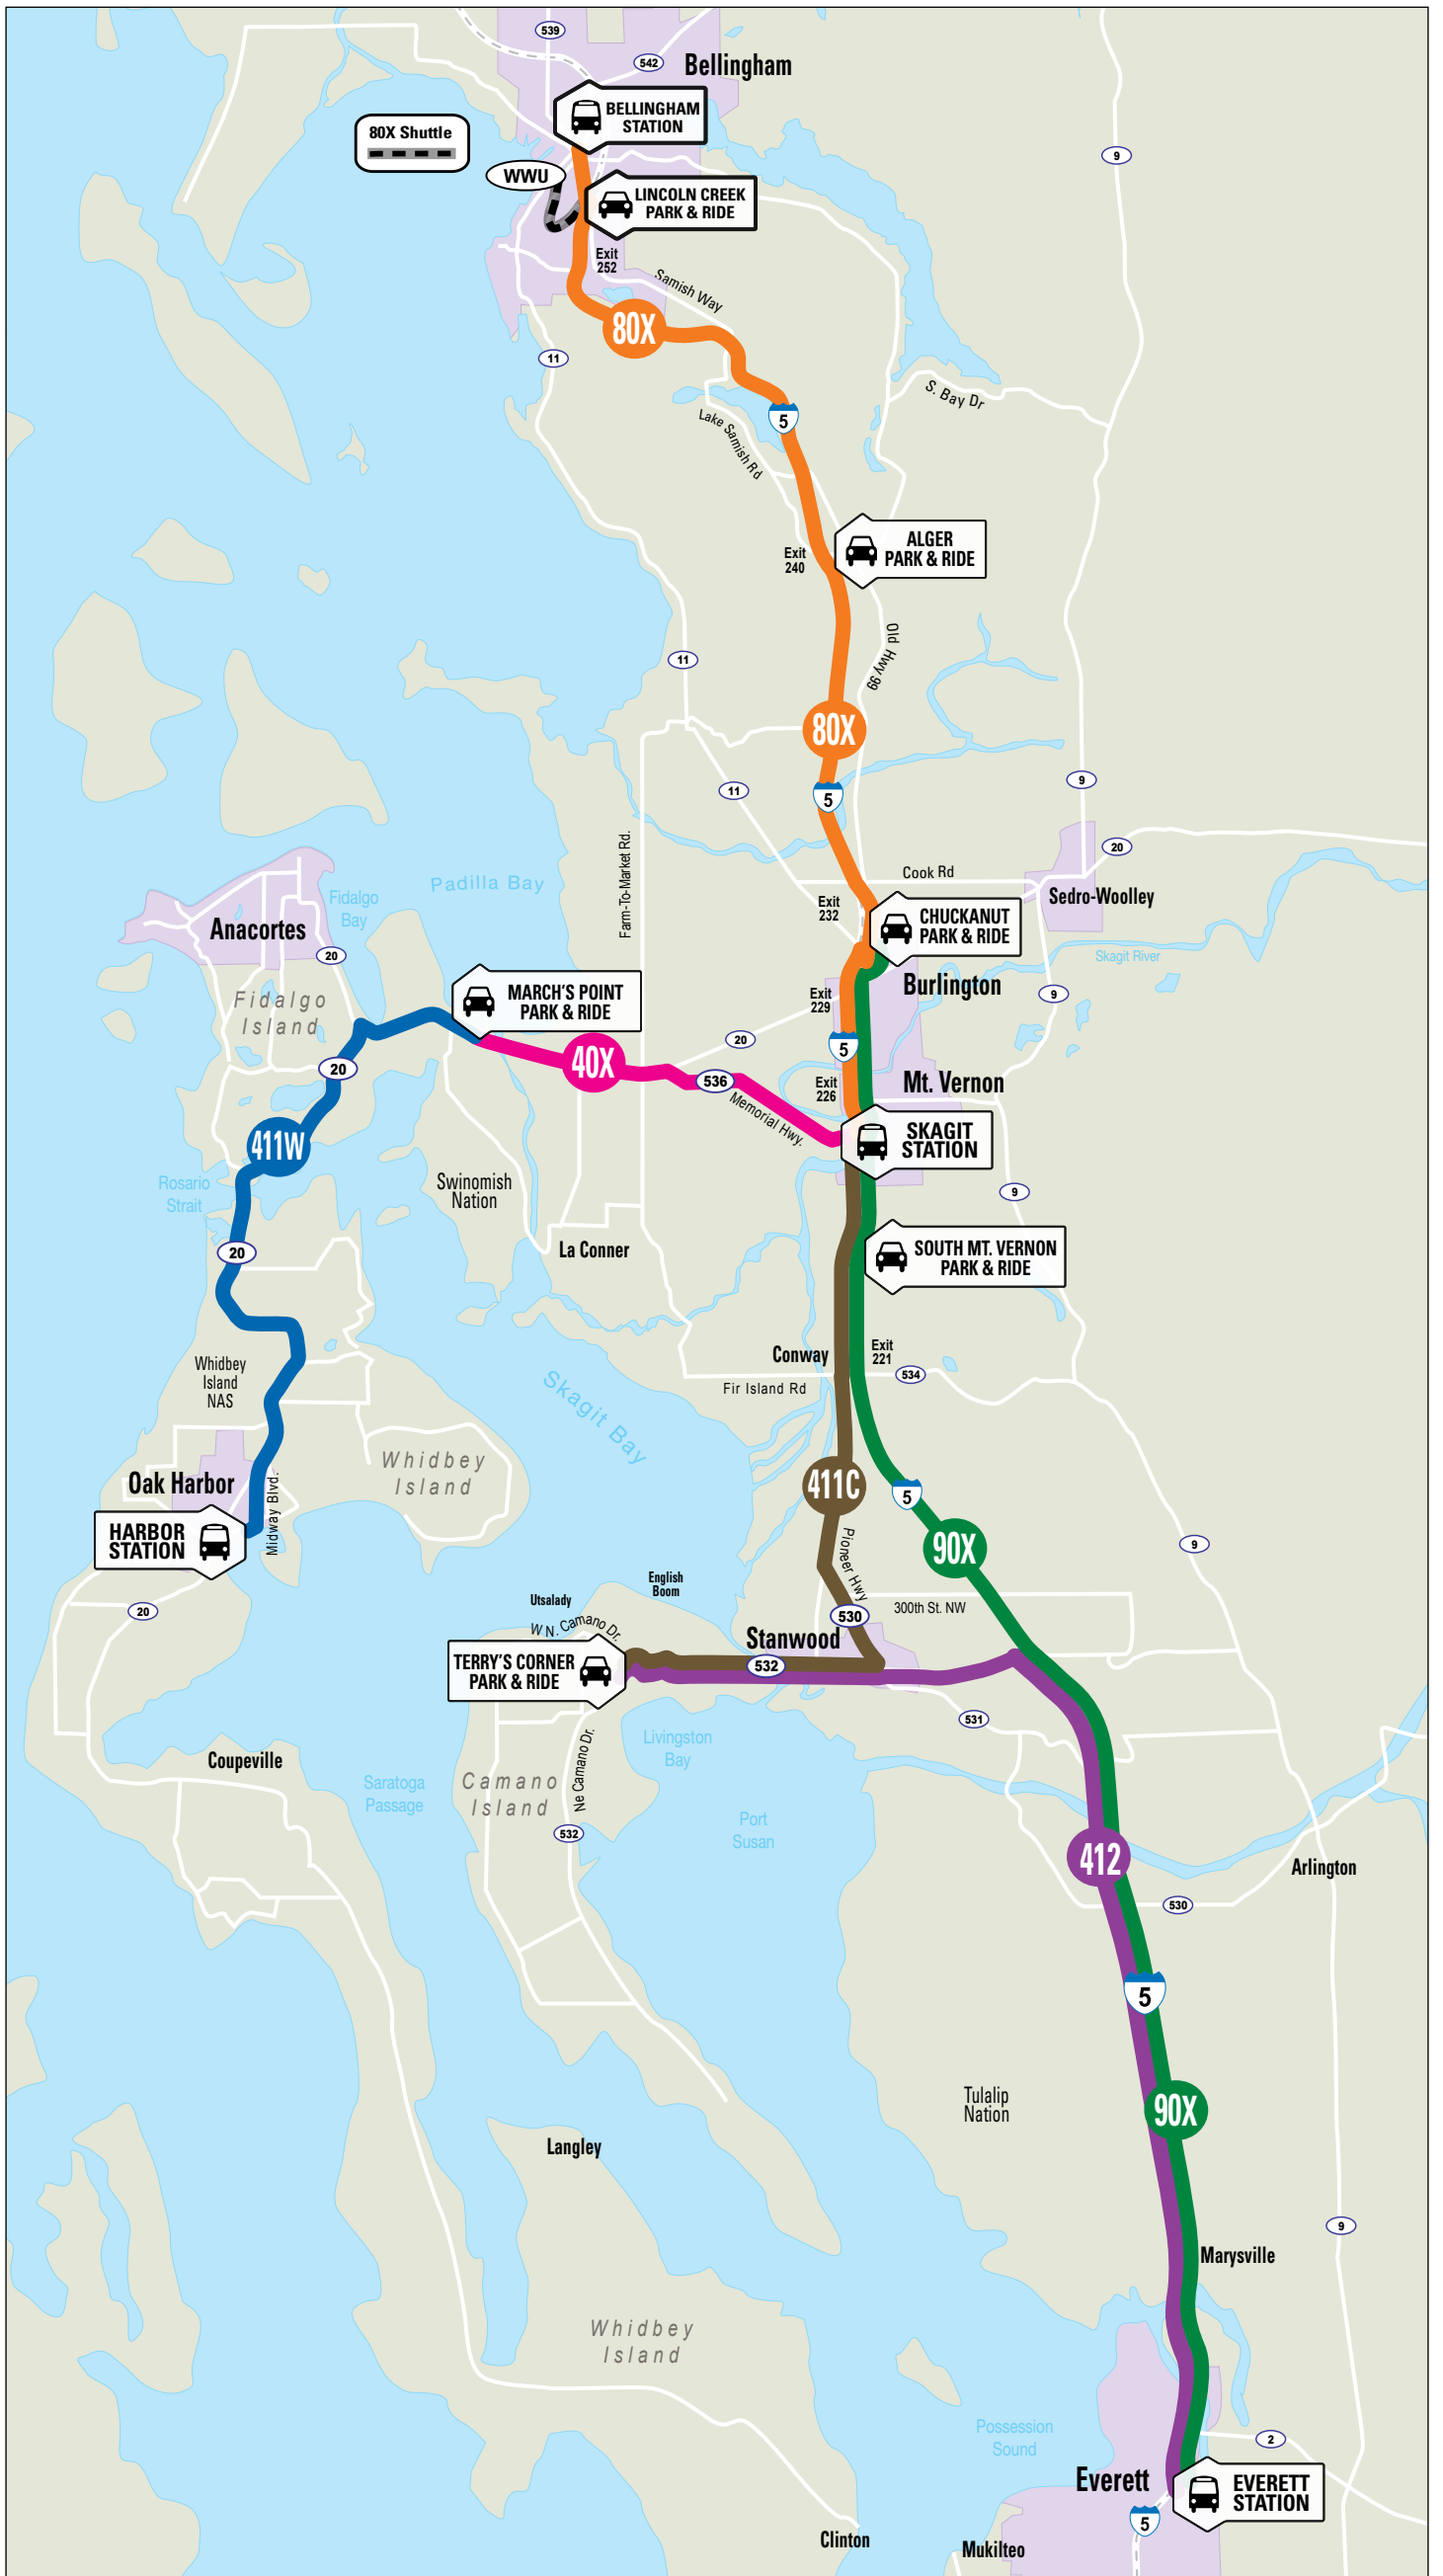 539
542
Bellingham
BELLINGHAM
STATION
80X Shuttle
WWU
9
LINCOLN CREEK
PARK & RIDE
Exit
252
Samish Way
80X
11
5
S. Bay Dr
Lake Samish Rd
ALGER
PARK & RIDE
Exit
240
Old Hwy 99
11
80X
5
11
9
20
Farm-To-Market Rd.
Cook Rd
Padilla Bay
Sedro-Woolley
Fidalgo
Bay
Exit
232
CHUCKANUT
PARK & RIDE
Anacortes
20
Skagit River
Burlington
MARCH'S POINT
PARK & RIDE
Exit
229
9
Fidalgo
Island
20
5
40X
20
536
Exit
226
Mt. Vernon
Memorial Hwy.
SKAGIT
STATION
411W
Swinomish
Nation
Rosario
Strait
9
20
La Conner
SOUTH MT. VERNON
PARK & RIDE
Conway
Exit
221
534
Whidbey
Island
NAS
Fir Island Rd
Skagit Bay
Whidbey
Island
Oak Harbor
411C
5
HARBOR
STATION
Midway Blvd.
Pioneer Hwy
90X
9
English
Boom
Utsalady
20
W N. Camano Dr.
530
300th St. NW
Stanwood
TERRY'S CORNER
PARK & RIDE
532
531
Livingston
Bay
Coupeville
Ne Camano Dr.
Saratoga
Passage
Camano
Island
Port
Susan
532
412
Arlington
530
5
Tulalip
Nation
90X
Langley
9
Marysville
Whidbey
Island
Possession
Sound
2
Everett
EVERETT
STATION
5
Clinton
Mukilteo